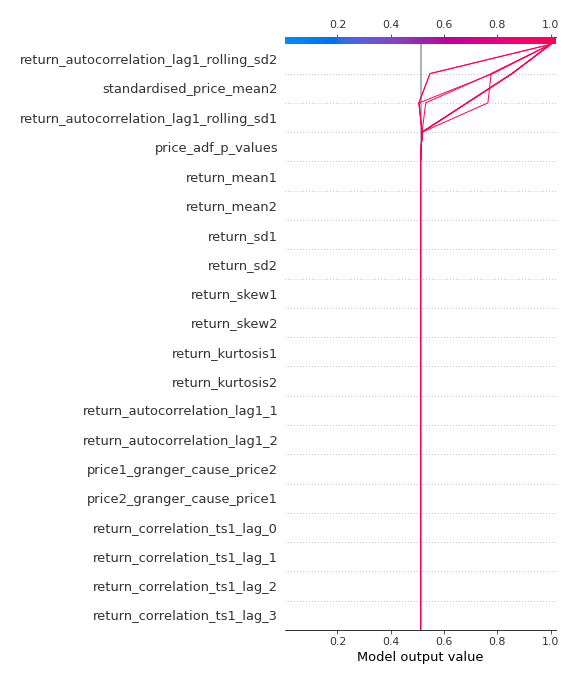 0.2 0.4 0.6 0.8 1.0
return_autocorrelation_lag1_rolling_sd2
standardised_price_mean2
return_autocorrelation_lag1_rolling_sd1
price_adf_p_values
return_mean1
return_mean2
return_sd1
return_sd2
return_skew1
return_skew2
return_kurtosis1
return_kurtosis2
return_autocorrelation_lag1_1
return_autocorrelation_lag1_2
price1_granger_cause_price2
price2_granger_cause_price1
return_correlation_ts1_lag_0
return_correlation_ts1_lag_1
return_correlation_ts1_lag_2
return_correlation_ts1_lag_3
0.2 0.4 0.6 0.8 1.0
Model output value